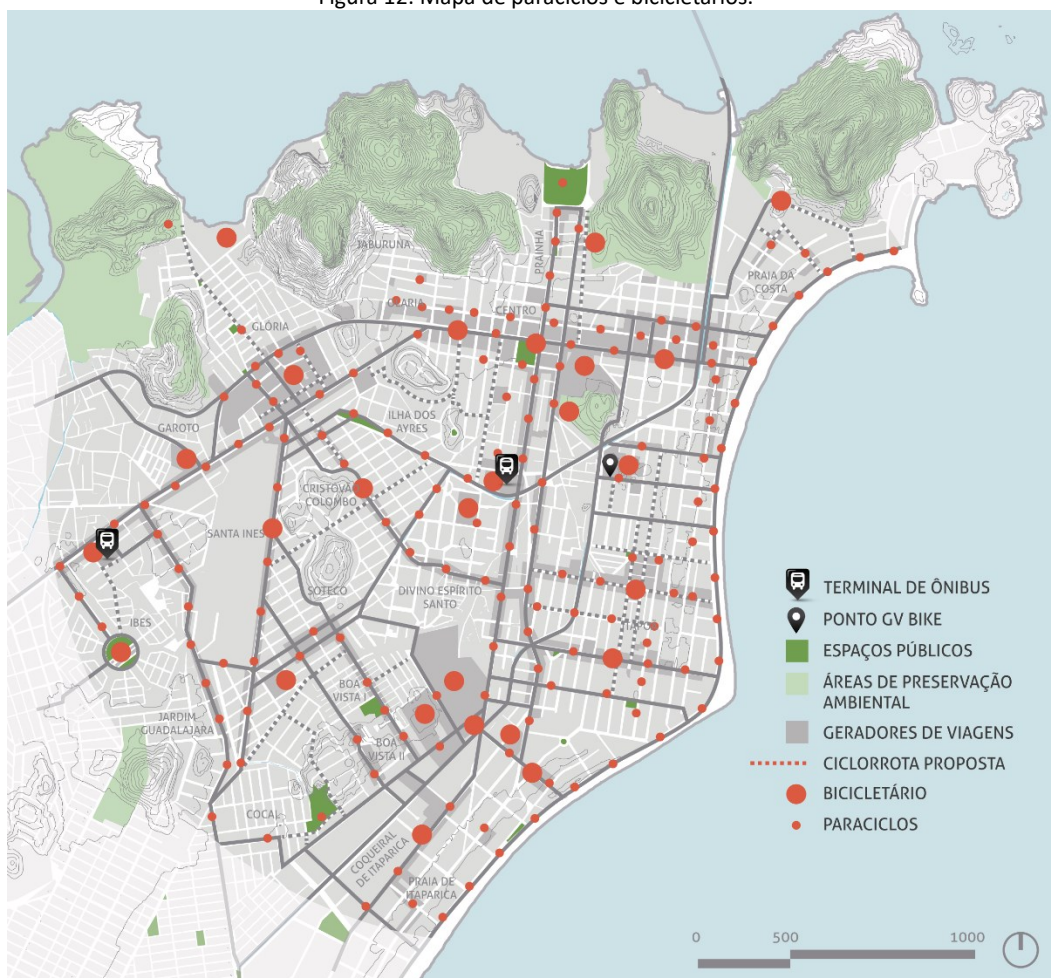 Figura 12: Mapa de paraciclos e bicicletários.
JABURUNA
PRAINHA
PRAIA DA
COSTA
OLARIA
CENTRO
GLÓRIA
GAROTO
ILHA DOS
AYRES
CRISTÓVÃO
COLOMBO
SANTA INES
SOTECO
DIVINO ESPÍRITO
SANTO
IBES
ITAPOÃ
BOA
VISTA I
JARDIM
GUADALAJARA
BOA
VISTA II
COCAL
COQUEIRAL
DE ITAPARICA
PRAIA DE
ITAPARICA
TERMINAL DE ÔNIBUS
PONTO GV BIKE
ESPAÇOS PÚBLICOS
ÁREAS DE PRESERVAÇÃO
AMBIENTAL
GERADORES DE VIAGENS
CICLORROTA PROPOSTA
BICICLETÁRIO
PARACICLOS
0 500 1000